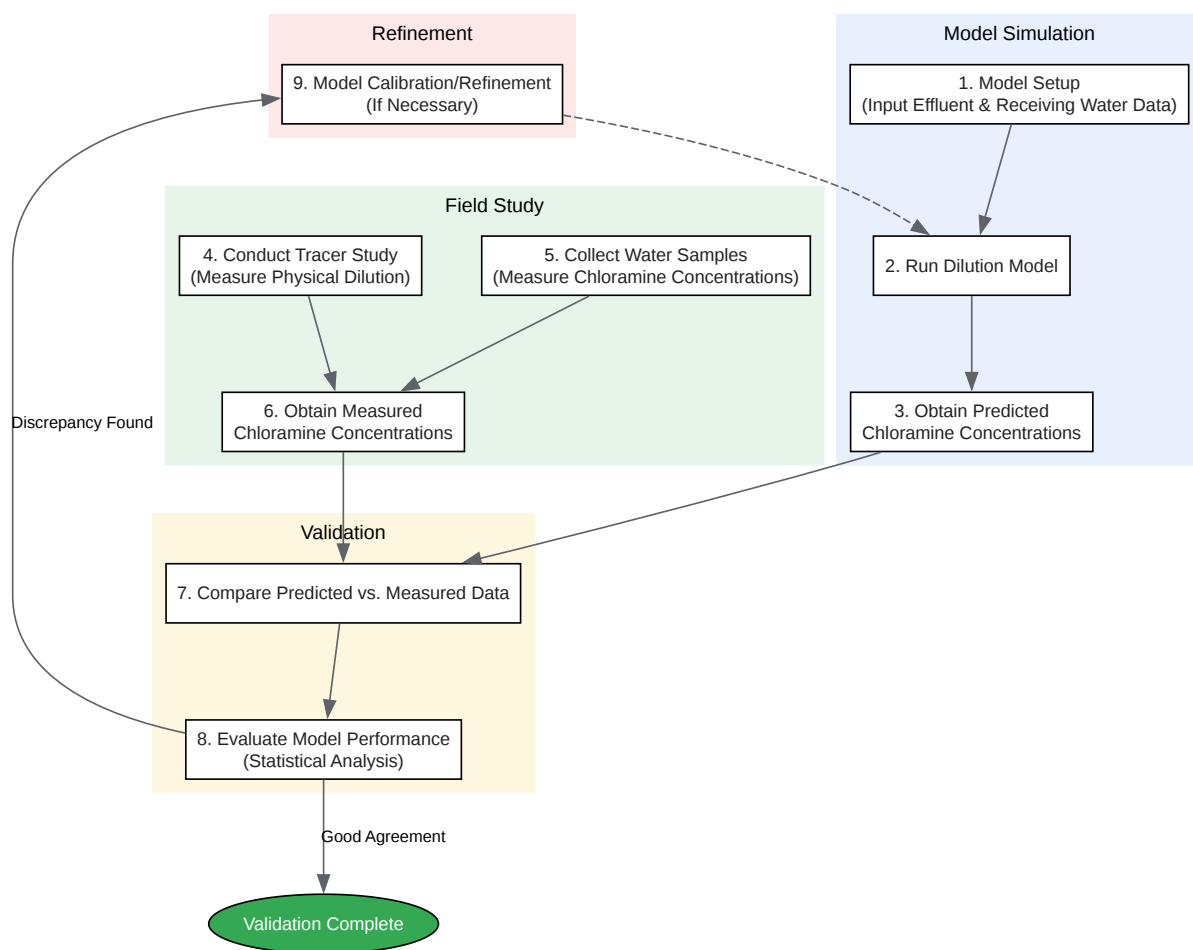 Refinement
9. Model Calibration/Refinement
(If Necessary)
Model Simulation
1. Model Setup
(Input Effluent & Receiving Water Data)
Field Study
4. Conduct Tracer Study
(Measure Physical Dilution)
5. Collect Water Samples
(Measure Chloramine Concentrations)
2. Run Dilution Model
6. Obtain Measured
Chloramine Concentrations
3. Obtain Predicted
Chloramine Concentrations
Discrepancy Found
Validation
7. Compare Predicted vs. Measured Data
8. Evaluate Model Performance
(Statistical Analysis)
Good Agreement
Validation Complete